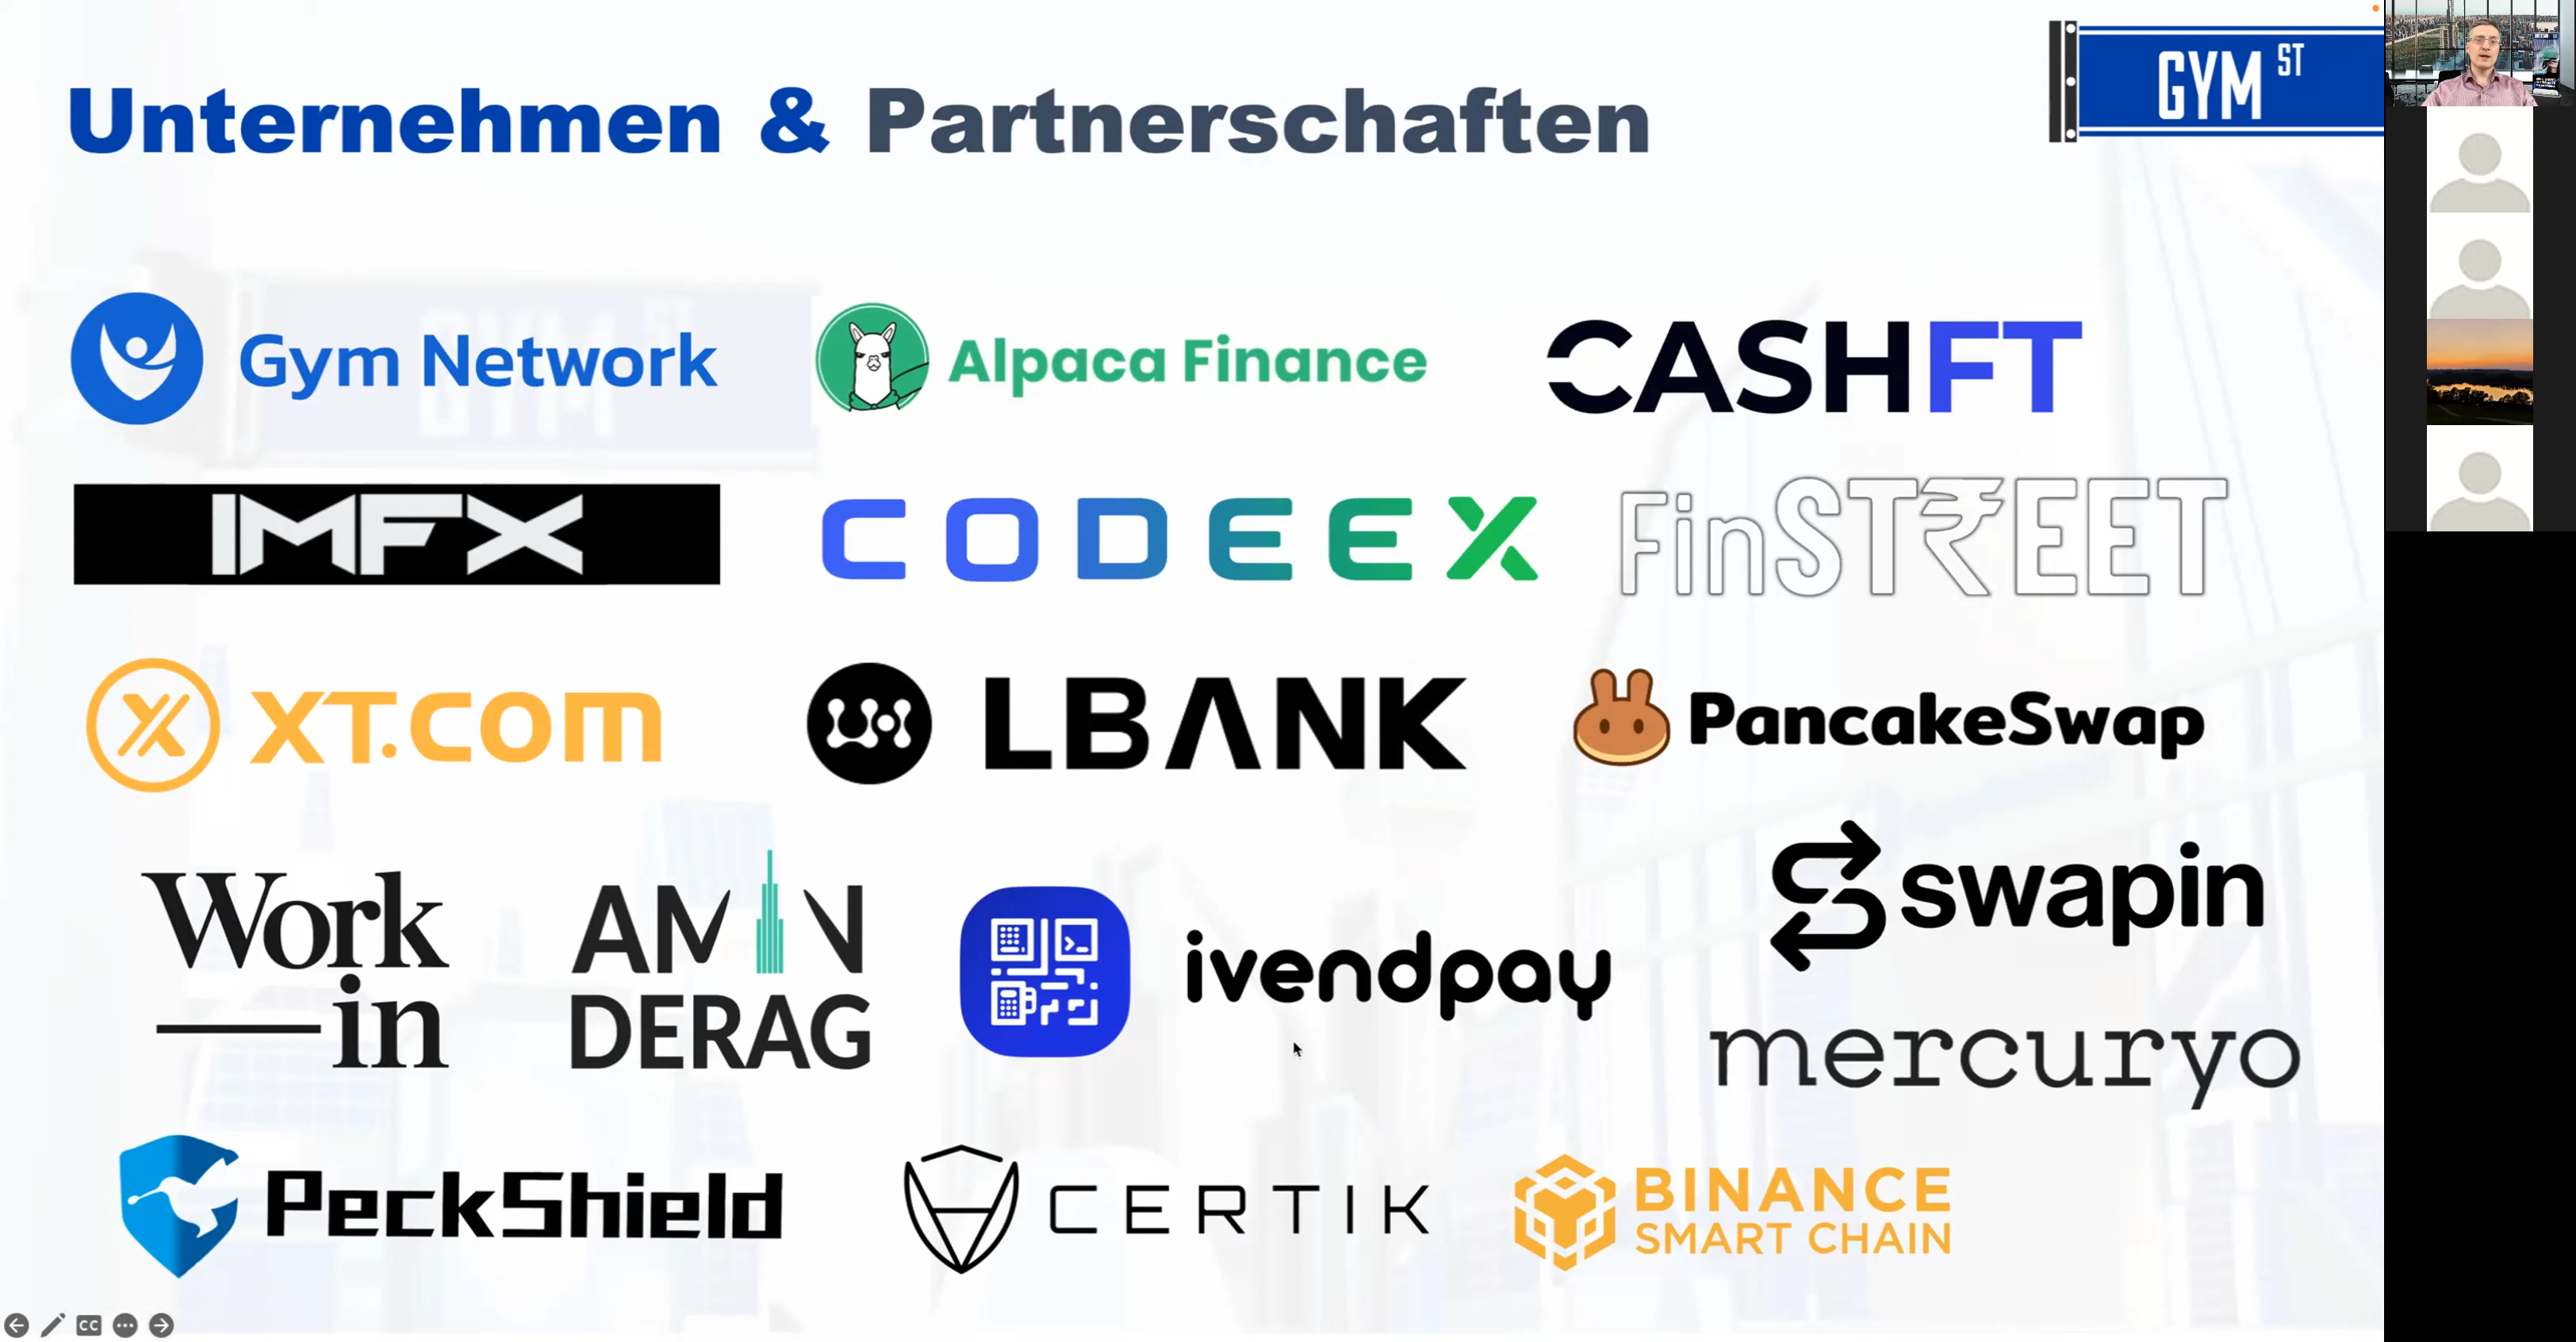 Unternehmen & Partnerschaften
GYM ST
Gym Network
Alpaca Finance
CASHFT
IMFX
CODEEX
FinST₹EET
XT.COM
LBANK
PancakeSwap
Work
in
AMIN
DERAG
ivendpay
swapin
mercuryo
PeckShield
CERTIK
BINANCE
SMART CHAIN
CC